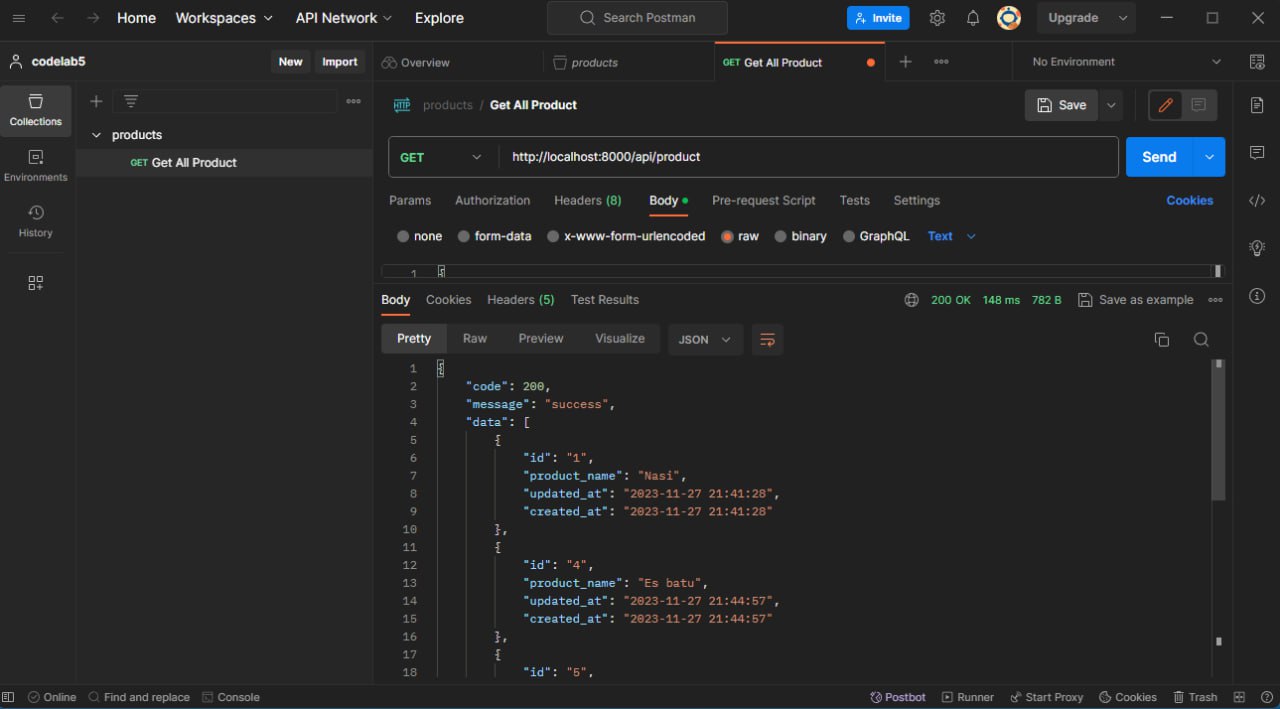 Home Workspaces API Network Explore Search Postman Invite Upgrade
codelab5 New Import Overview products GET Get All Product No Environment
Collections
Environments
History
products
GET Get All Product
HTTP products / Get All Product Save
GET http://localhost:8000/api/product Send
Params Authorization Headers (8) Body Pre-request Script Tests Settings Cookies
none form-data x-www-form-urlencoded raw binary GraphQL Text
1 {
Body Cookies Headers (5) Test Results 200 OK 148 ms 782 B Save as example
Pretty Raw Preview Visualize JSON
1 {
2 "code": 200,
3 "message": "success",
4 "data": [
5 {
6 "id": "1",
7 "product_name": "Nasi",
8 "updated_at": "2023-11-27 21:41:28",
9 "created_at": "2023-11-27 21:41:28"
10 },
11 {
12 "id": "4",
13 "product_name": "Es batu",
14 "updated_at": "2023-11-27 21:44:57",
15 "created_at": "2023-11-27 21:44:57"
16 },
17 {
18 "id": "5",
Online Find and replace Console Postbot Runner Start Proxy Cookies Trash